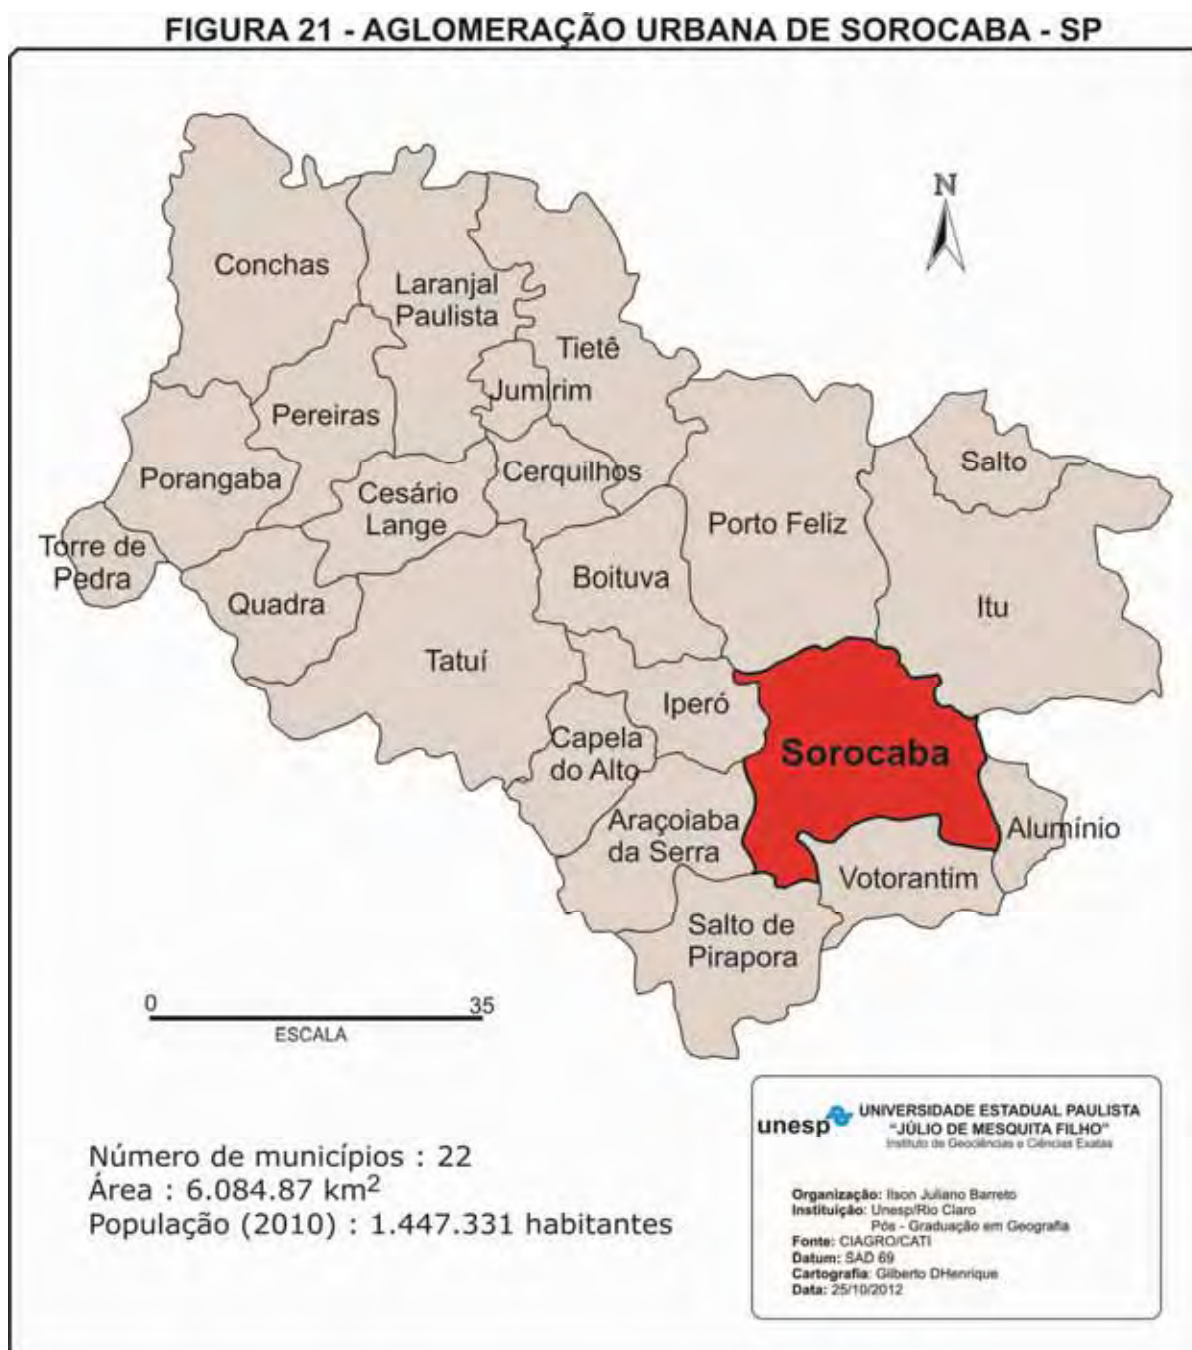 FIGURA 21 - AGLOMERAÇÃO URBANA DE SOROCABA - SP
N
Conchas
Laranjal
Paulista
Tietê
Jumirim
Pereiras
Salto
Cerquilhos
Porangaba
Cesário
Lange
Porto Feliz
Torre de
Pedra
Boituva
Quadra
Itu
Tatuí
Iperó
Capela
do Alto
Sorocaba
Araçoiaba
da Serra
Alumínio
Votorantim
Salto de
Pirapora
0 35
ESCALA
Número de municípios : 22
Área : 6.084.87 km²
População (2010) : 1.447.331 habitantes
unesp
UNIVERSIDADE ESTADUAL PAULISTA
“JÚLIO DE MESQUITA FILHO”
Instituto de Geociências e Ciências Exatas
Organização: Ilson Juliano Barreto
Instituição: Unesp/Rio Claro
Pós - Graduação em Geografia
Fonte: CIAGRO/CATI
Datum: SAD 69
Cartografia: Gilberto DHenrique
Data: 25/10/2012